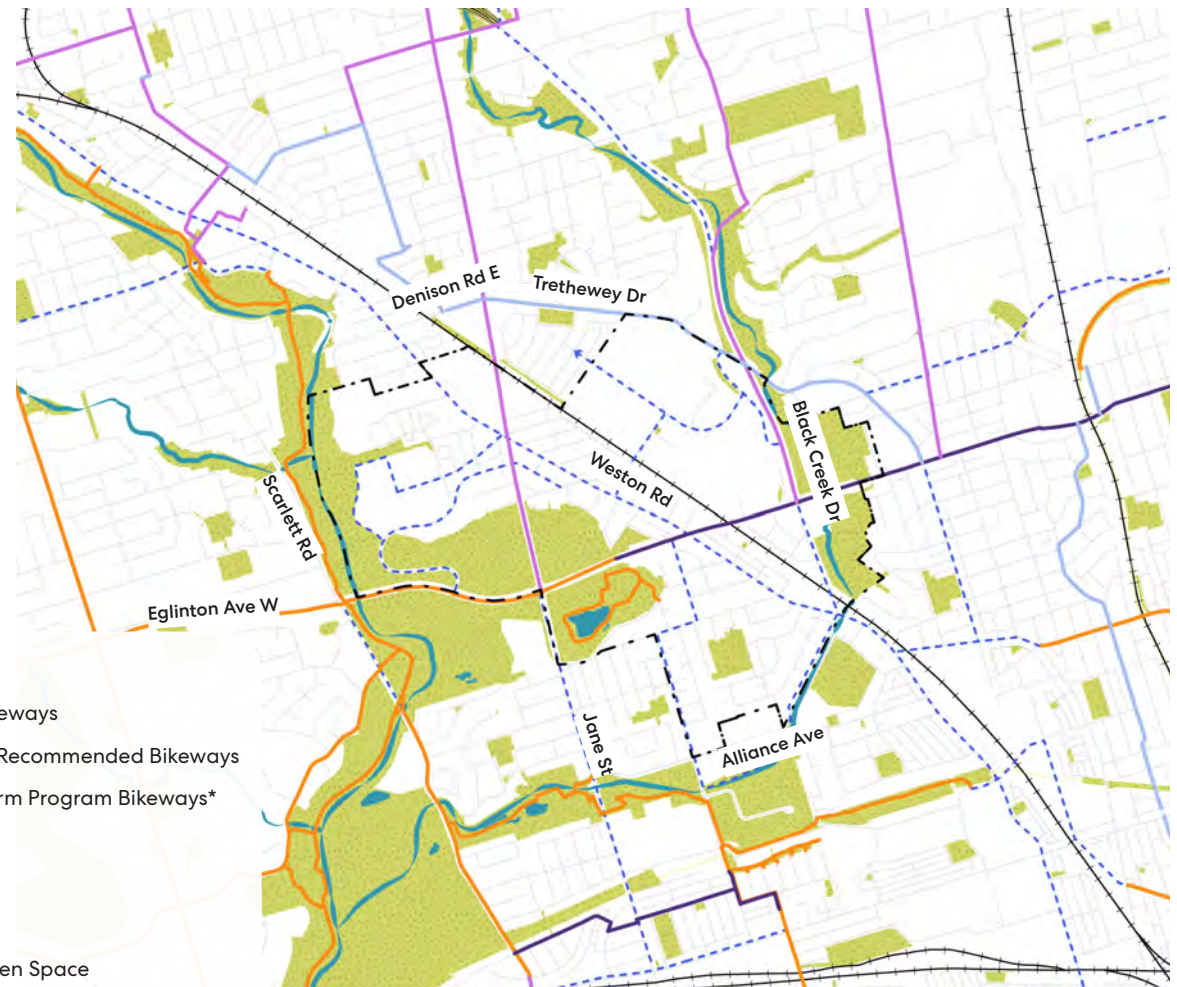 Denison Rd E
Trethewey Dr
Black Creek Dr
Weston Rd
Scarlett Rd
Eglinton Ave W
Jane St
Alliance Ave
eways
Recommended Bikeways
rm Program Bikeways*
en Space